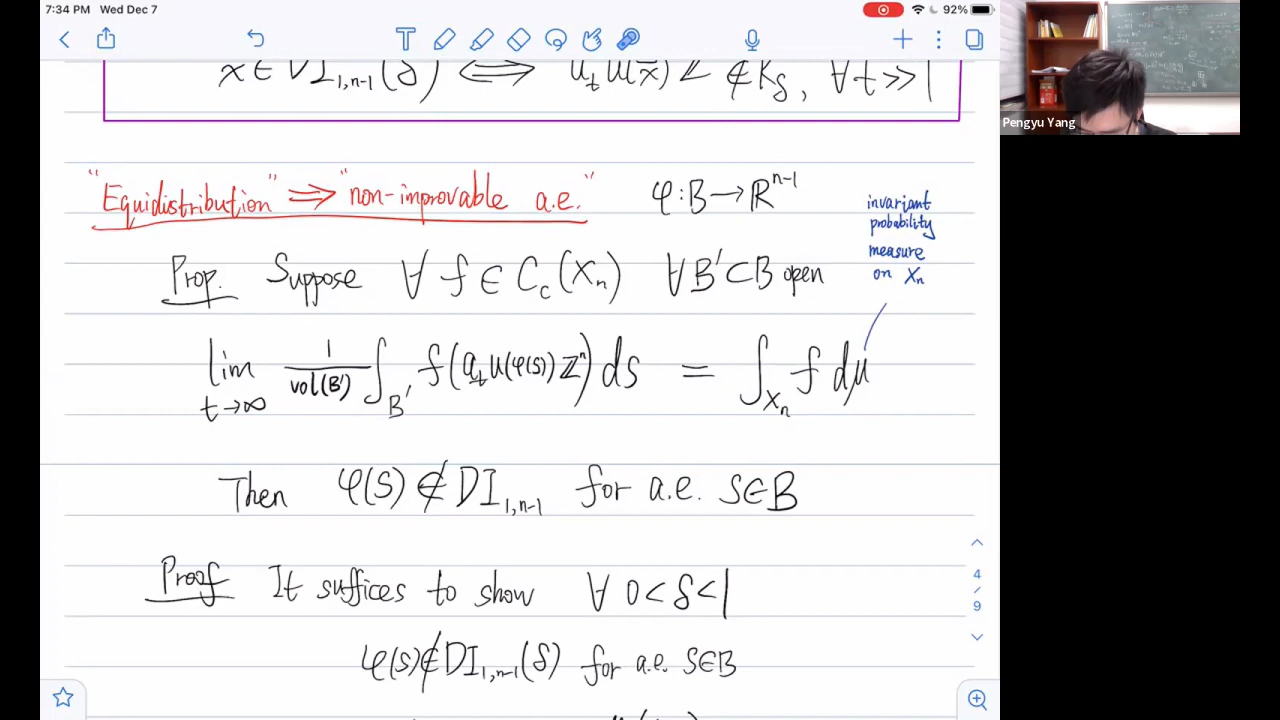 7:34 PM Wed Dec 7
92%
x ∈ DI_{1,n-1}(δ) ⟺ a_t u(x) ℤ^n ∉ K_δ, ∀ t ≫ 1
"Equidistribution" ⟹ "non-improvable a.e."
φ : B → ℝ^{n-1}
invariant
probability
measure
on X_n
Prop. Suppose ∀ f ∈ C_c(X_n) ∀B' ⊂ B open
lim_{t→∞} 1/vol(B') ∫_{B'} f(a_t u(φ(s)) ℤ^n) ds = ∫_{X_n} f dμ
Then φ(s) ∉ DI_{1,n-1} for a.e. s∈B
Proof It suffices to show ∀ 0<δ<1
φ(s) ∉ DI_{1,n-1}(δ) for a.e. s∈B
4
/
9
Pengyu Yang